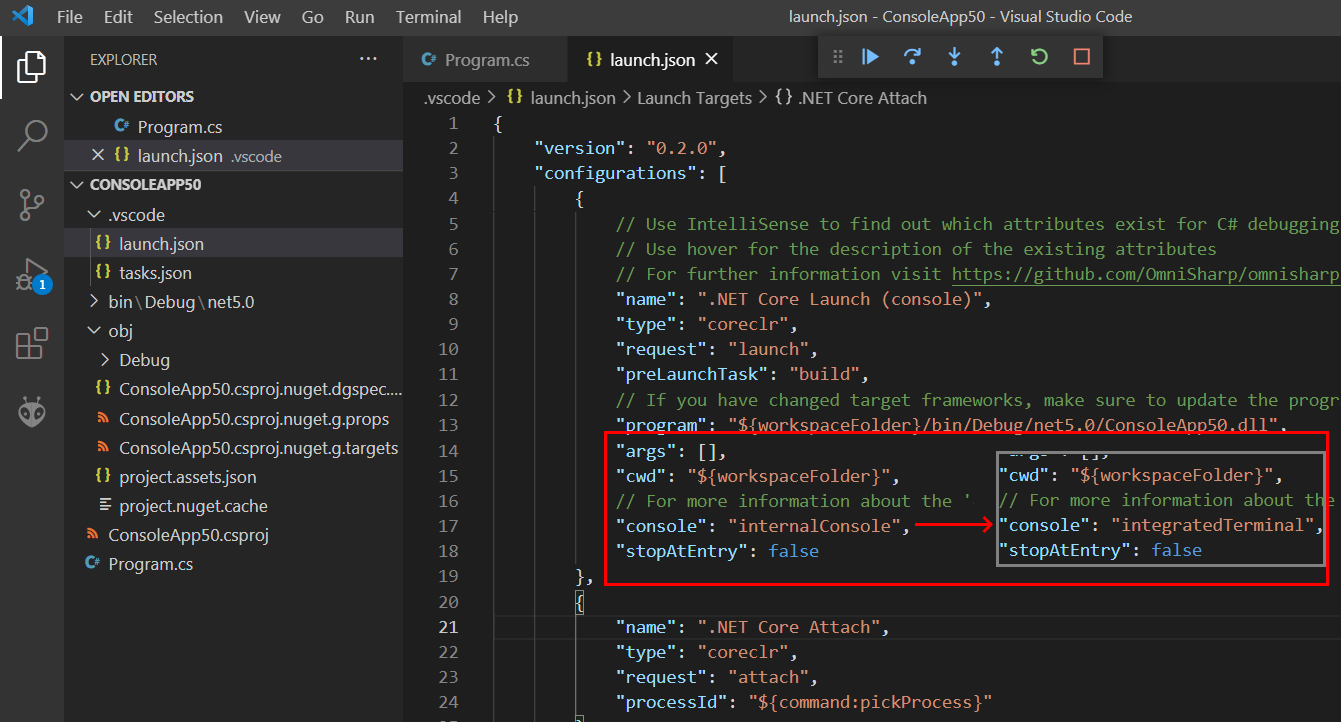 File Edit Selection View Go Run Terminal Help
launch.json - ConsoleApp50 - Visual Studio Code
EXPLORER
···
OPEN EDITORS
C# Program.cs
{} launch.json .vscode
CONSOLEAPP50
.vscode
{} launch.json
{} tasks.json
bin\Debug\net5.0
obj
Debug
{} ConsoleApp50.csproj.nuget.dgspec....
ConsoleApp50.csproj.nuget.g.props
ConsoleApp50.csproj.nuget.g.targets
{} project.assets.json
project.nuget.cache
ConsoleApp50.csproj
C# Program.cs
1
C# Program.cs
{} launch.json
.vscode > {} launch.json > Launch Targets > {} .NET Core Attach
1 {
2 "version": "0.2.0",
3 "configurations": [
4 {
5 // Use IntelliSense to find out which attributes exist for C# debugging
6 // Use hover for the description of the existing attributes
7 // For further information visit https://github.com/OmniSharp/omnisharp
8 "name": ".NET Core Launch (console)",
9 "type": "coreclr",
10 "request": "launch",
11 "preLaunchTask": "build",
12 // If you have changed target frameworks, make sure to update the progr
13 "program": "${workspaceFolder}/bin/Debug/net5.0/ConsoleApp50.dll",
14 "args": [],
15 "cwd": "${workspaceFolder}",
16 // For more information about the '
17 "console": "internalConsole",
18 "stopAtEntry": false
19 },
20 {
21 "name": ".NET Core Attach",
22 "type": "coreclr",
23 "request": "attach",
24 "processId": "${command:pickProcess}"
"cwd": "${workspaceFolder}",
// For more information about the
"console": "integratedTerminal",
"stopAtEntry": false